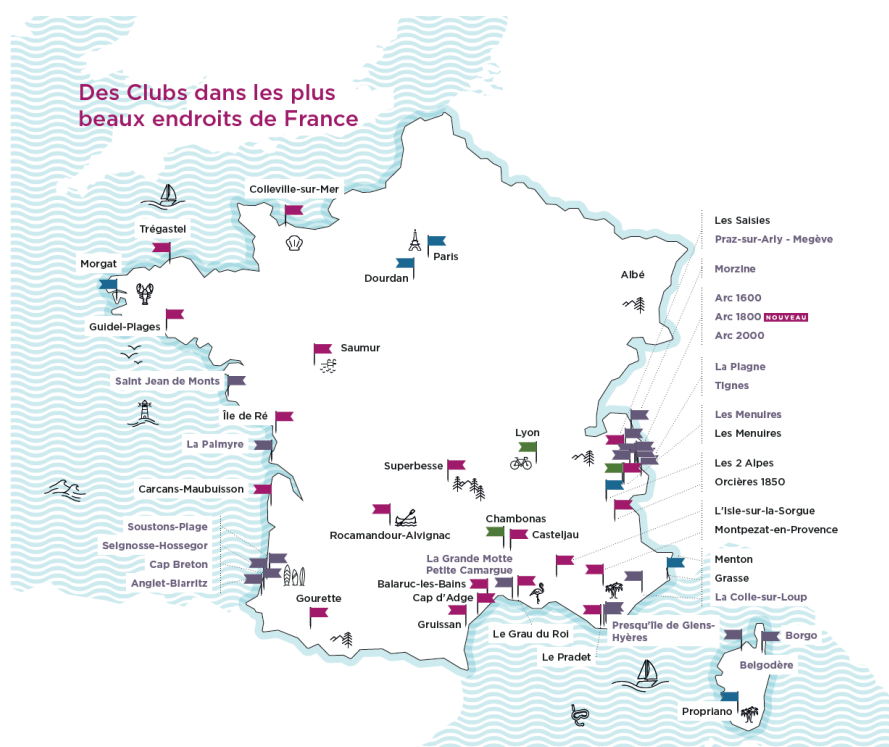 Des Clubs dans les plus
beaux endroits de France
Colleville-sur-Mer
Trégastel
Morgat
Guidel-Plages
Paris
Dourdan
Albé
Saumur
Saint Jean de Monts
Île de Ré
La Palmyre
Lyon
Superbesse
Carcans-Maubuisson
Rocamandour-Alvignac
Chambonas
Casteljau
Soustons-Plage
Seignosse-Hossegor
Cap Breton
Anglet-Biarritz
La Grande Motte
Petite Camargue
Balaruc-les-Bains
Cap d'Adge
Gruissan
Gourette
Le Grau du Roi
Le Pradet
Presqu'île de Giens-
Hyères
Les Saisies
Praz-sur-Arly - Megève
Morzine
Arc 1600
Arc 1800 NOUVEAU
Arc 2000
La Plagne
Tignes
Les Menuires
Les Menuires
Les 2 Alpes
Orcières 1850
L'Isle-sur-la-Sorgue
Montpezat-en-Provence
Menton
Grasse
La Colle-sur-Loup
Borgo
Belgodère
Propriano